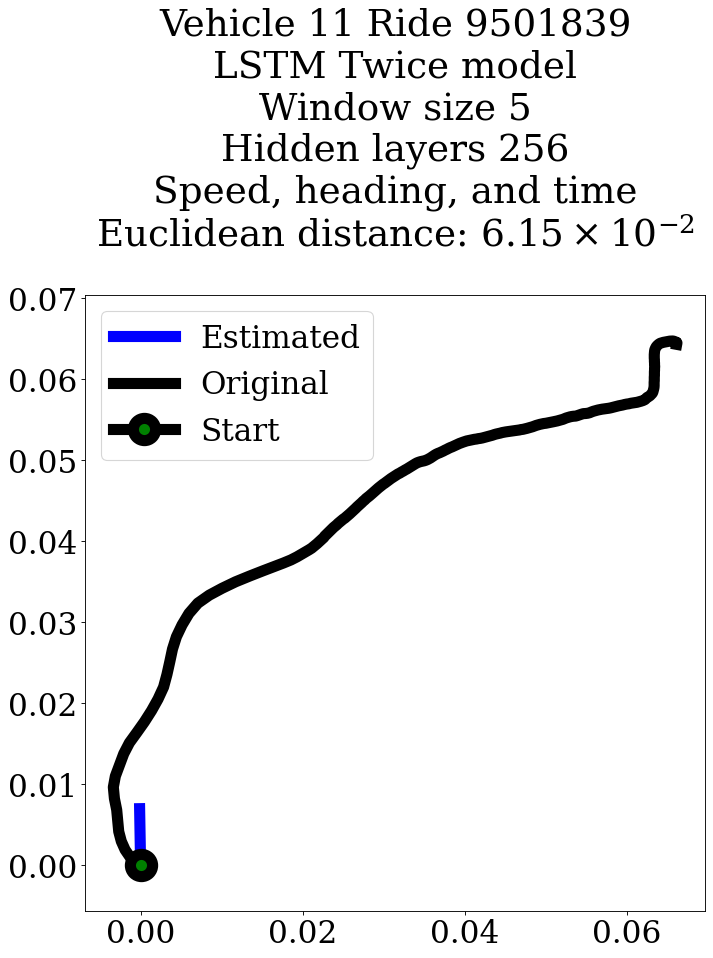 Vehicle 11 Ride 9501839
LSTM Twice model
Window size 5
Hidden layers 256
Speed, heading, and time
Euclidean distance: 6.15 × 10⁻²
0.07
0.06
0.05
0.04
0.03
0.02
0.01
0.00
Estimated
Original
Start
0.00 0.02 0.04 0.06